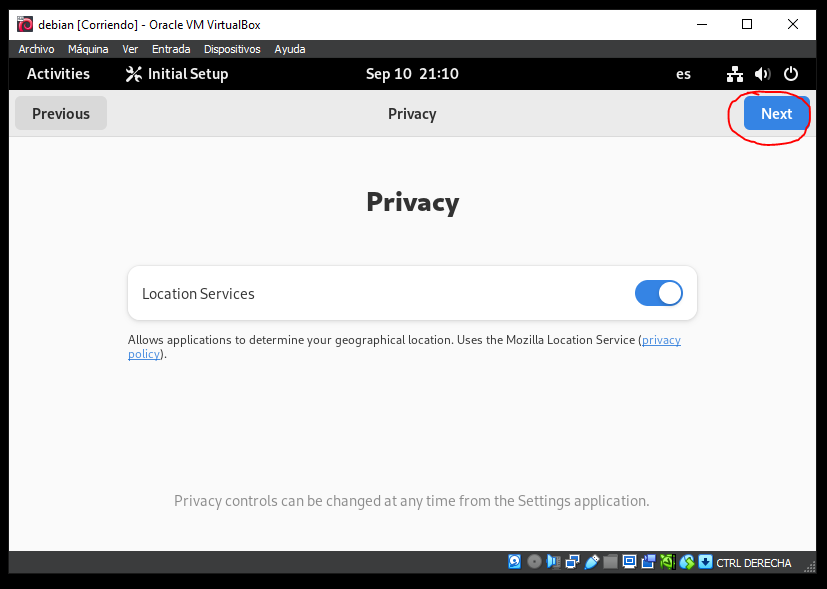 debian [Corriendo] - Oracle VM VirtualBox
Archivo Máquina Ver Entrada Dispositivos Ayuda
Activities Initial Setup Sep 10 21:10 es
Previous Privacy Next
Privacy
Location Services
Allows applications to determine your geographical location. Uses the Mozilla Location Service (privacy
policy).
Privacy controls can be changed at any time from the Settings application.
CTRL DERECHA